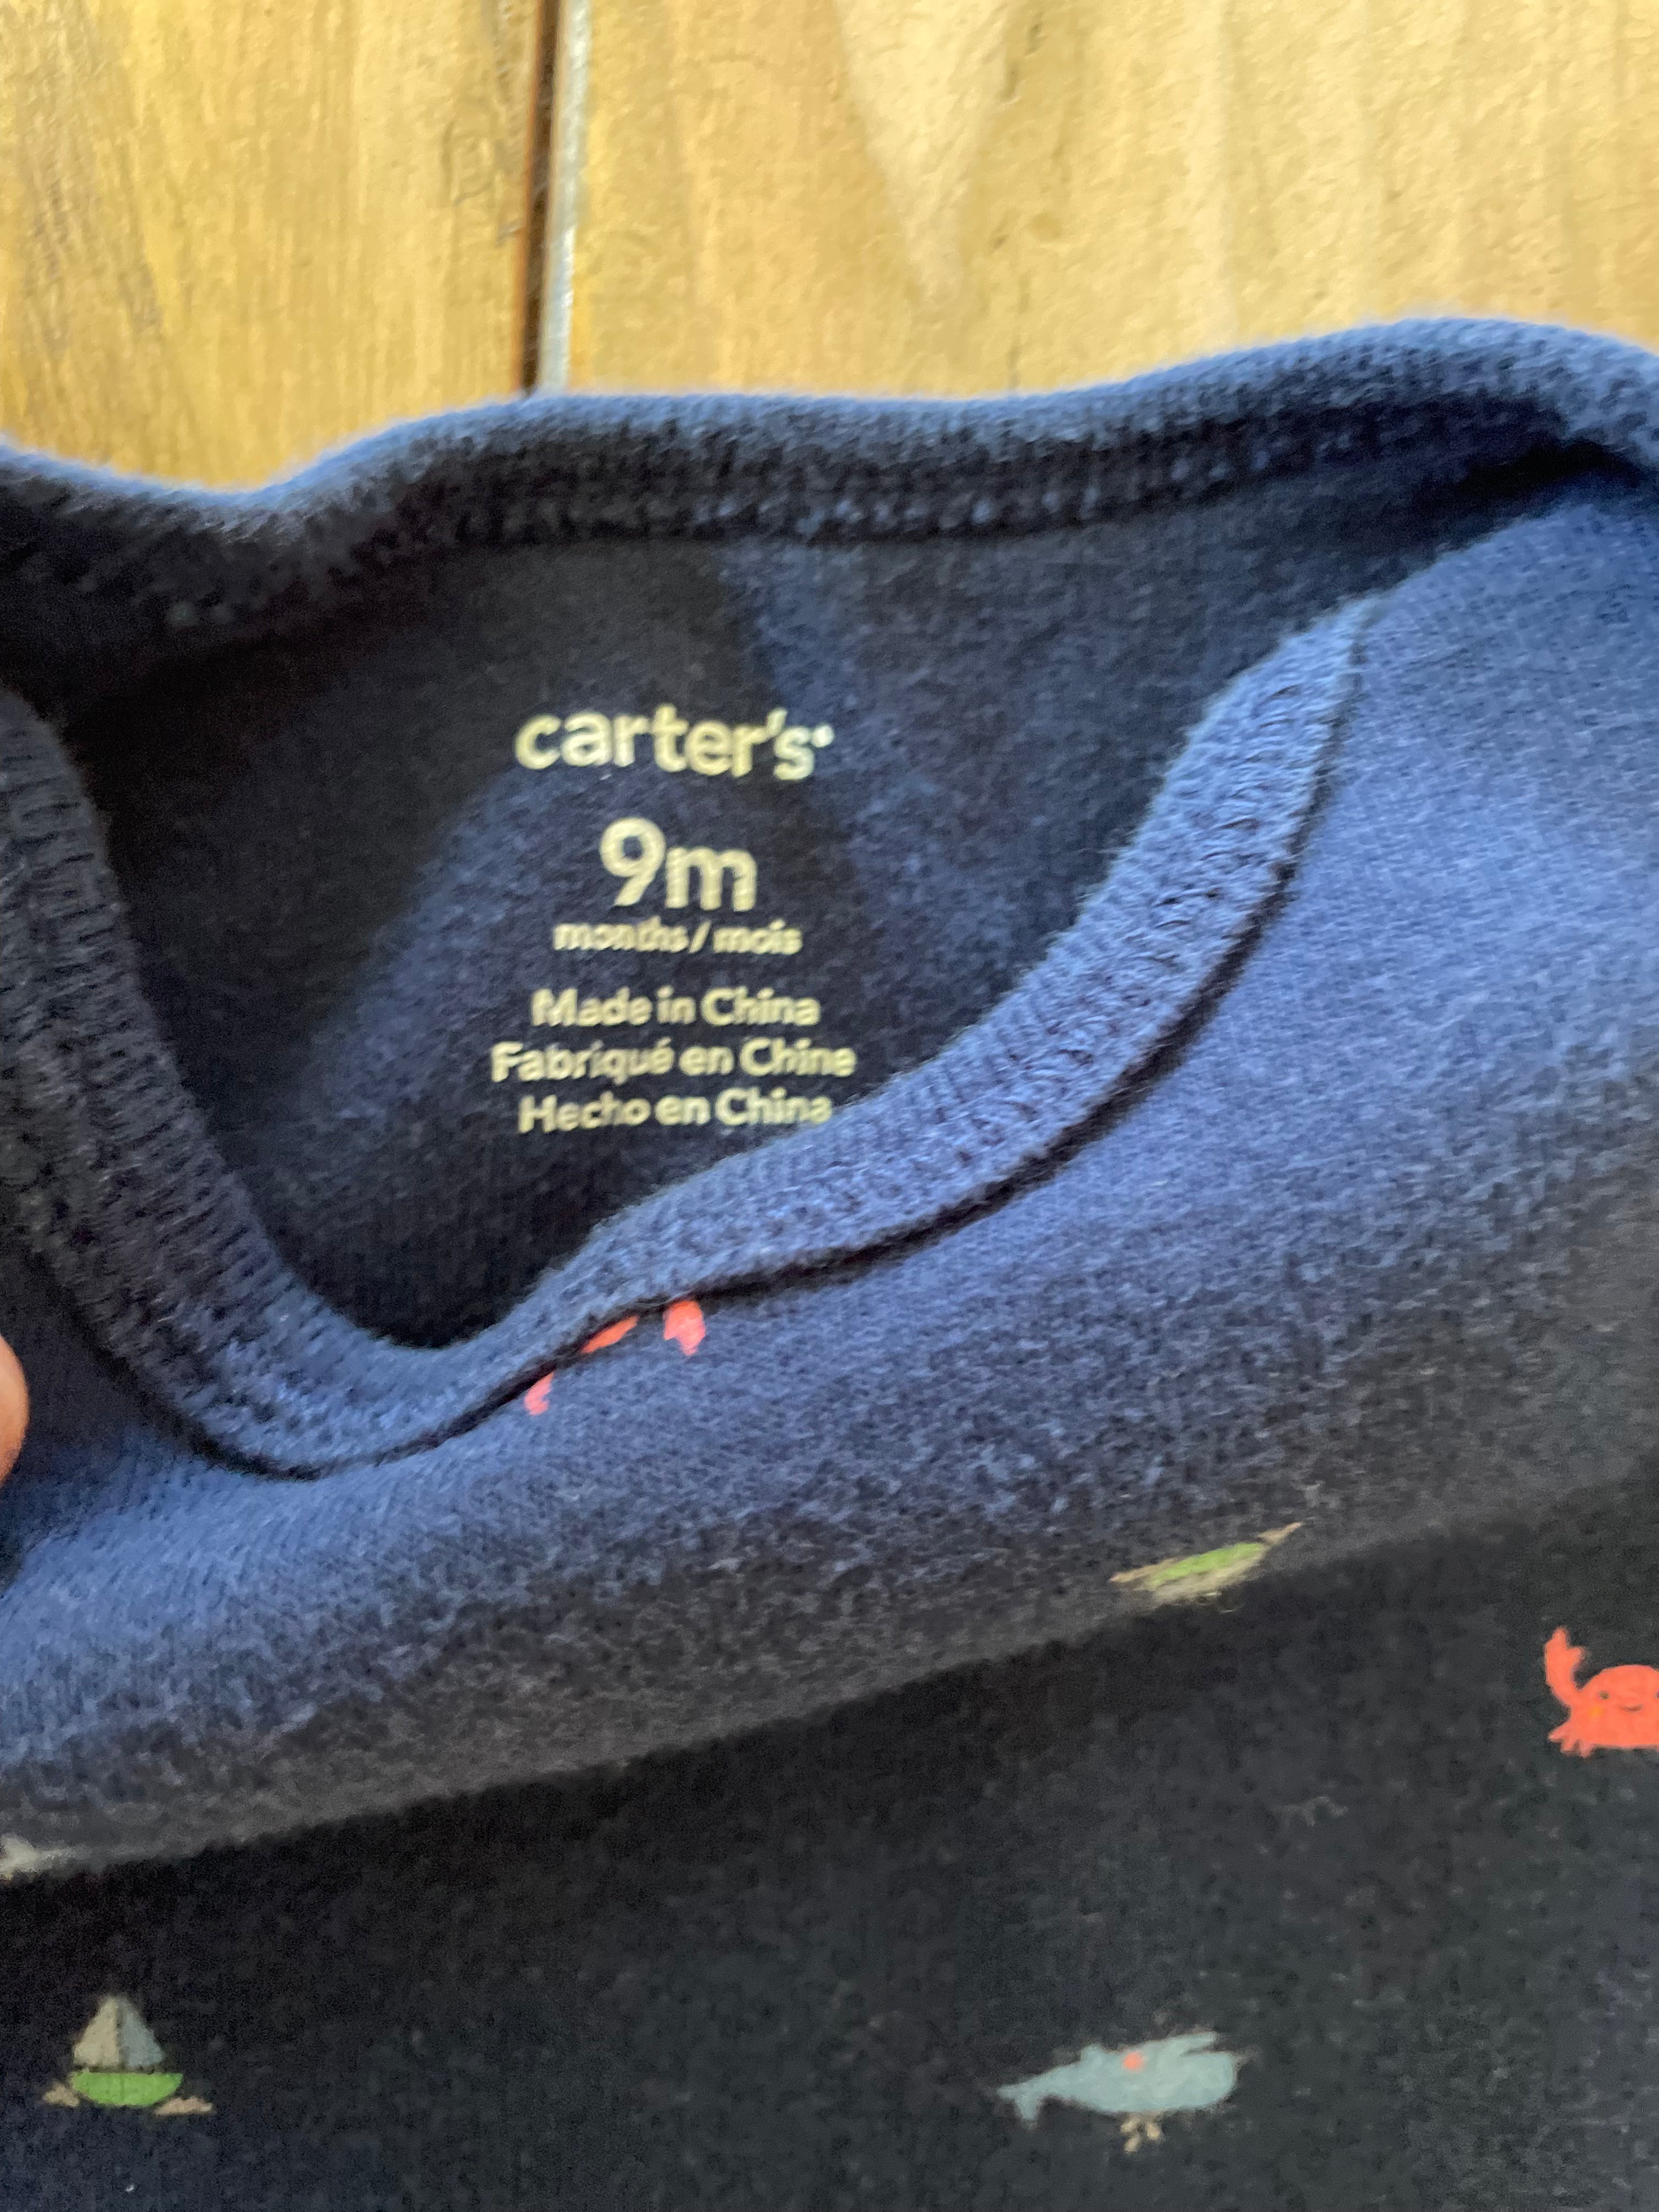 carter's
9m
months / mois
Made in China
Fabriqué en Chine
Hecho en China